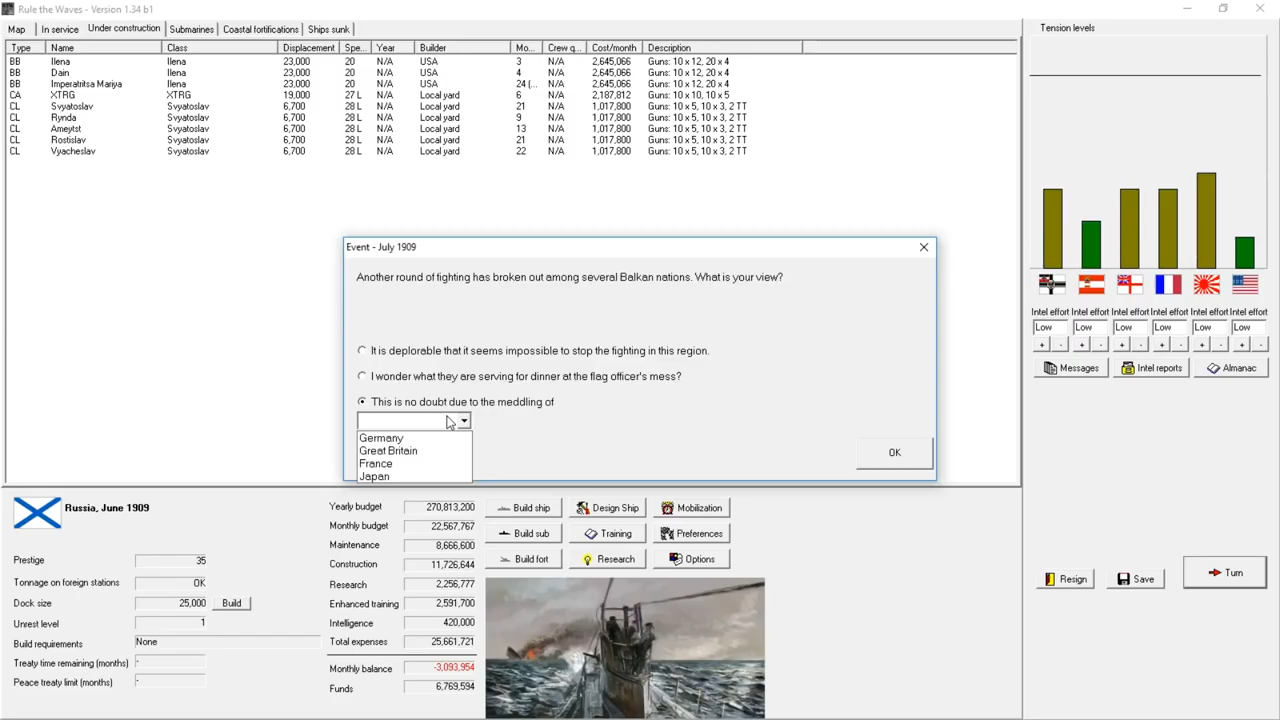 Rule the Waves - Version 1.34 b1
Map In service Under construction Submarines Coastal fortifications Ships sunk
Type Name Class Displacement Spe... Year Builder Mo... Crew q... Cost/month Description
BB Ilena Ilena 23,000 20 N/A USA 3 N/A 2,645,066 Guns: 10 x 12, 20 x 4
BB Dain Ilena 23,000 20 N/A USA 4 N/A 2,645,066 Guns: 10 x 12, 20 x 4
BB Imperatritsa Mariya Ilena 23,000 20 N/A USA 24 (... N/A 2,645,066 Guns: 10 x 12, 20 x 4
CA XTRG XTRG 19,000 27 L N/A Local yard 6 N/A 2,187,812 Guns: 10 x 10, 10 x 5
CL Svyatoslav Svyatoslav 6,700 28 L N/A Local yard 21 N/A 1,017,800 Guns: 10 x 5, 10 x 3, 2 TT
CL Rynda Svyatoslav 6,700 28 L N/A Local yard 9 N/A 1,017,800 Guns: 10 x 5, 10 x 3, 2 TT
CL Ameytst Svyatoslav 6,700 28 L N/A Local yard 13 N/A 1,017,800 Guns: 10 x 5, 10 x 3, 2 TT
CL Rostislav Svyatoslav 6,700 28 L N/A Local yard 21 N/A 1,017,800 Guns: 10 x 5, 10 x 3, 2 TT
CL Vyacheslav Svyatoslav 6,700 28 L N/A Local yard 22 N/A 1,017,800 Guns: 10 x 5, 10 x 3, 2 TT
Event - July 1909
Another round of fighting has broken out among several Balkan nations. What is your view?
It is deplorable that it seems impossible to stop the fighting in this region.
I wonder what they are serving for dinner at the flag officer's mess?
This is no doubt due to the meddling of
Germany
Great Britain
France
Japan
OK
Tension levels
Intel effort Intel effort Intel effort Intel effort Intel effort Intel effort
Low Low Low Low Low Low
+ - + - + - + - + - + -
Messages Intel reports Almanac
Russia, June 1909
Prestige 35
Tonnage on foreign stations OK
Dock size 25,000 Build
Unrest level 1
Build requirements None
Treaty time remaining (months) -
Peace treaty limit (months) -
Yearly budget 270,813,200
Monthly budget 22,567,767
Maintenance 8,666,600
Construction 11,726,644
Research 2,256,777
Enhanced training 2,591,700
Intelligence 420,000
Total expenses 25,661,721
Monthly balance -3,093,954
Funds 6,769,594
Build ship Design Ship Mobilization
Build sub Training Preferences
Build fort Research Options
Resign Save Turn